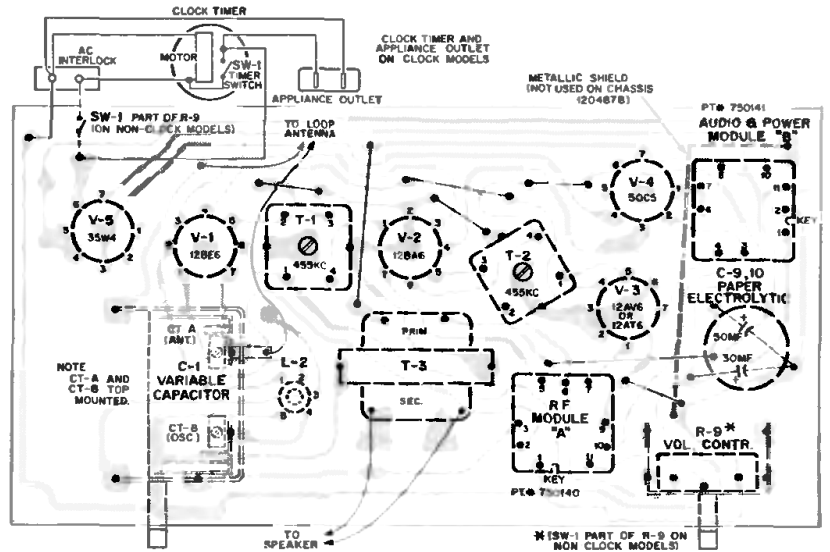 CLOCK TIMER
AC
INTERLOCK
MOTOR
SW-1
TIMER
SWITCH
CLOCK TIMER AND
APPLIANCE OUTLET
ON CLOCK MODELS
APPLIANCE OUTLET
METALLIC SHIELD
(NOT USED ON CHASSIS
120487B)
PT# 750141
AUDIO & POWER
MODULE "B"
SW-1 PART OF R-9
(ON NON-CLOCK MODELS)
TO LOOP
ANTENNA
V-5
35W4
V-1
12BE6
T-1
455KC
V-2
12BA6
T-2
455KC
V-4
50C5
V-3
12AV6
OR
12AT6
KEY
C-9,10
PAPER
ELECTROLYTIC
50MF
30MF
NOTE
CT-A AND
CT-B TOP
MOUNTED.
CT A
(ANT.)
C-1
VARIABLE
CAPACITOR
CT-B
(OSC)
L-2
PRIM
T-3
SEC.
RF
MODULE
"A"
KEY
PT# 750140
R-9*
VOL. CONTR.
TO
SPEAKER
*(SW-1 PART OF R-9 ON
NON CLOCK MODELS)